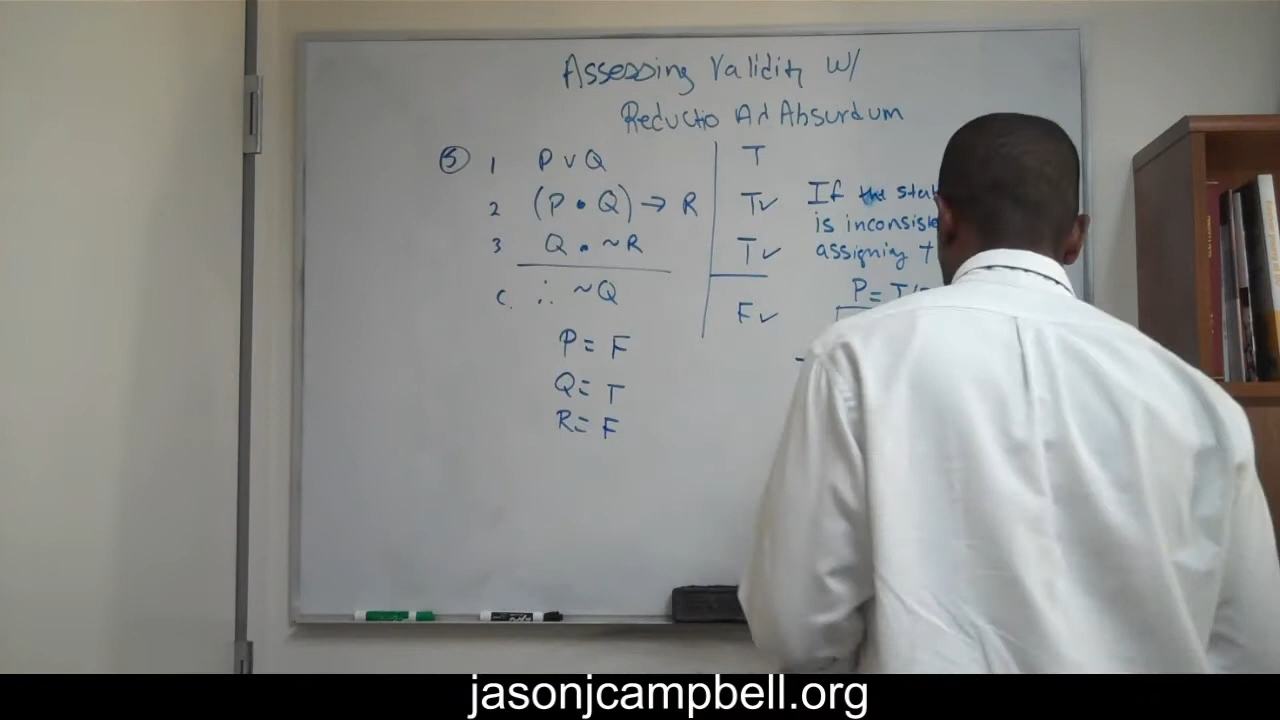 Assessing Validity W/
Reductio Ad Absurdum
⑤ 1 P v Q T
2 (P • Q) → R T✓
3 Q • ~R T✓
c. ∴ ~Q F✓
P = F
Q = T
R = F
If the
is
assigning
P = T
jasonjcampbell.org